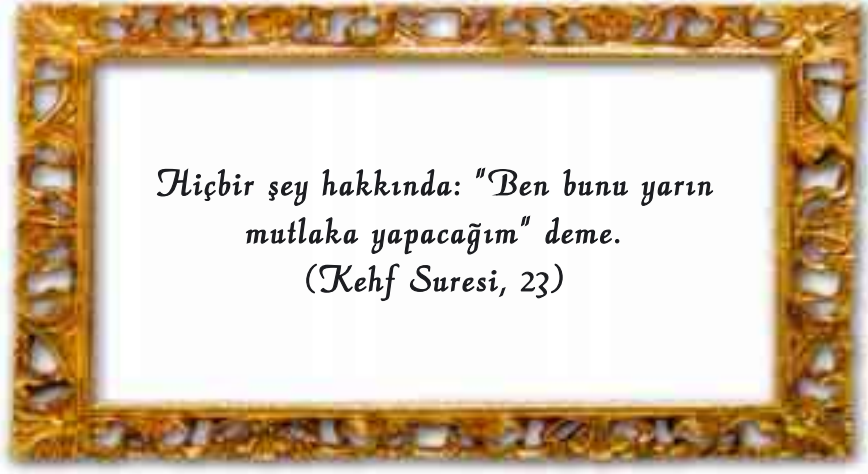 Hiçbir şey hakkında: "Ben bunu yarın
mutlaka yapacağım" deme.
(Kehf Suresi, 23)